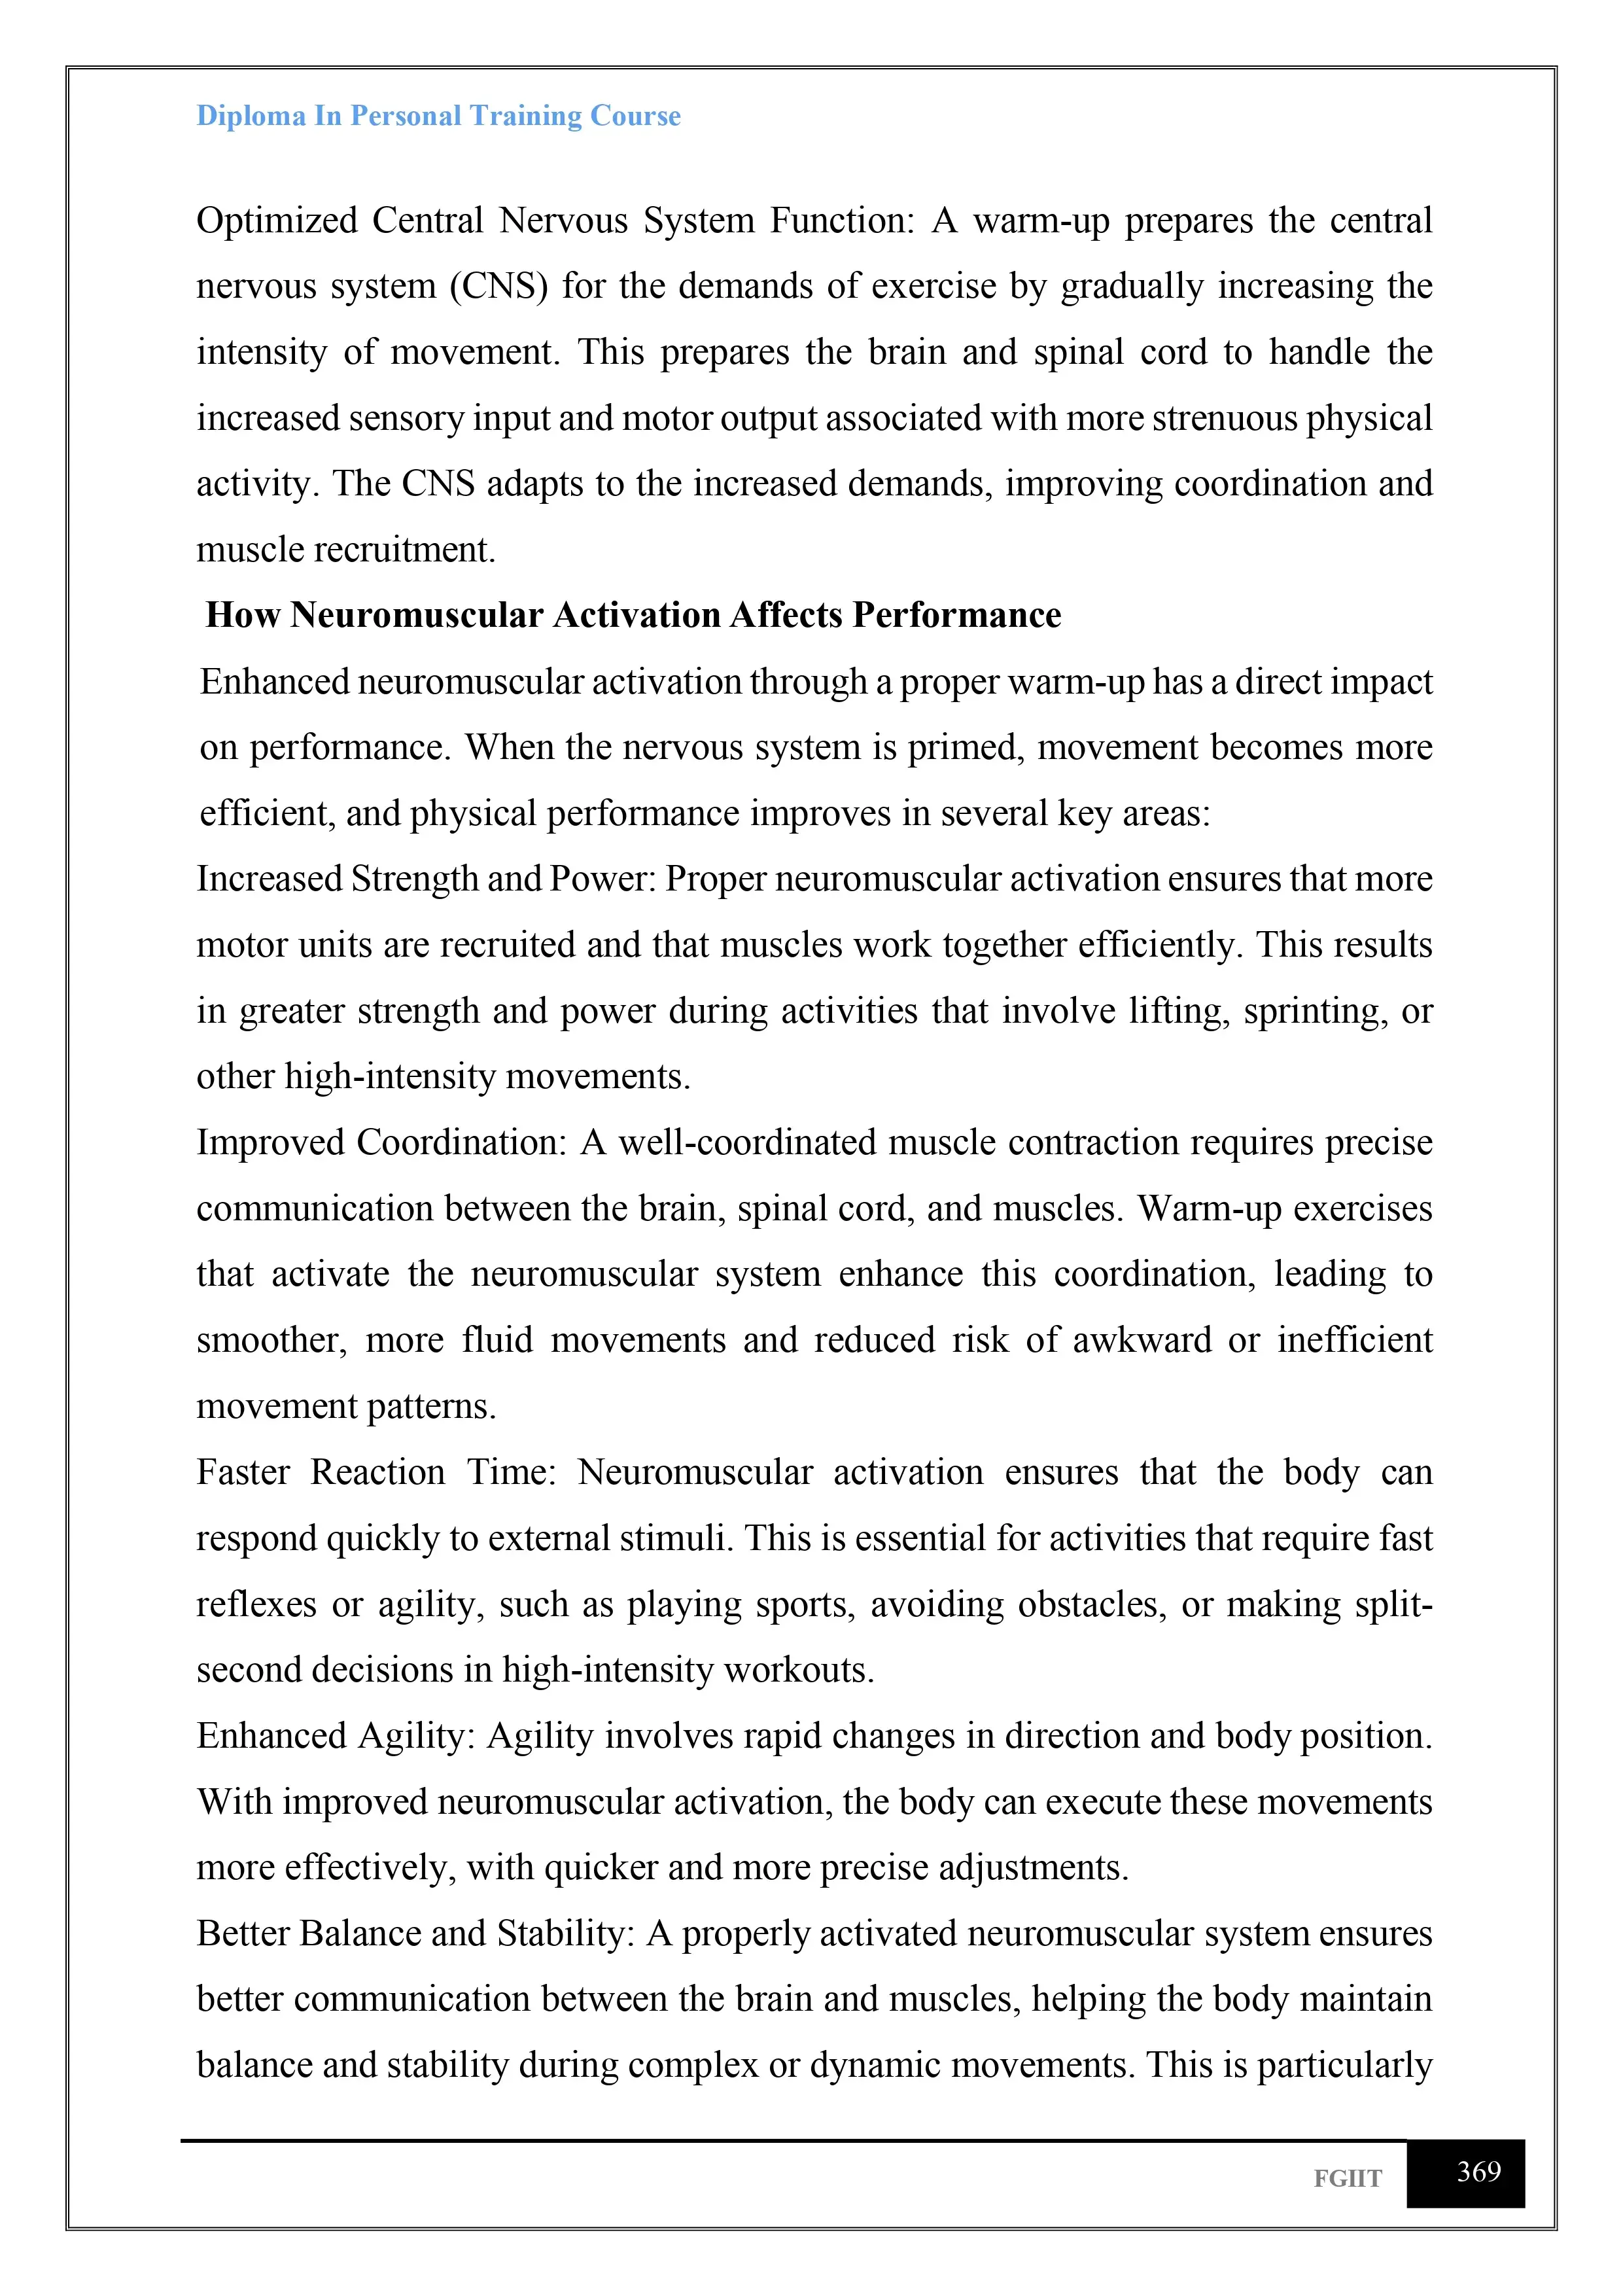 Diploma In Personal Training Course
Optimized Central Nervous System Function: A warm-up prepares the central
nervous system (CNS) for the demands of exercise by gradually increasing the
intensity of movement. This prepares the brain and spinal cord to handle the
increased sensory input and motor output associated with more strenuous physical
activity. The CNS adapts to the increased demands, improving coordination and
muscle recruitment.
How Neuromuscular Activation Affects Performance
Enhanced neuromuscular activation through a proper warm-up has a direct impact
on performance. When the nervous system is primed, movement becomes more
efficient, and physical performance improves in several key areas:
Increased Strength and Power: Proper neuromuscular activation ensures that more
motor units are recruited and that muscles work together efficiently. This results
in greater strength and power during activities that involve lifting, sprinting, or
other high-intensity movements.
Improved Coordination: A well-coordinated muscle contraction requires precise
communication between the brain, spinal cord, and muscles. Warm-up exercises
that activate the neuromuscular system enhance this coordination, leading to
smoother, more fluid movements and reduced risk of awkward or inefficient
movement patterns.
Faster Reaction Time: Neuromuscular activation ensures that the body can
respond quickly to external stimuli. This is essential for activities that require fast
reflexes or agility, such as playing sports, avoiding obstacles, or making split-
second decisions in high-intensity workouts.
Enhanced Agility: Agility involves rapid changes in direction and body position.
With improved neuromuscular activation, the body can execute these movements
more effectively, with quicker and more precise adjustments.
Better Balance and Stability: A properly activated neuromuscular system ensures
better communication between the brain and muscles, helping the body maintain
balance and stability during complex or dynamic movements. This is particularly
FGIIT
369